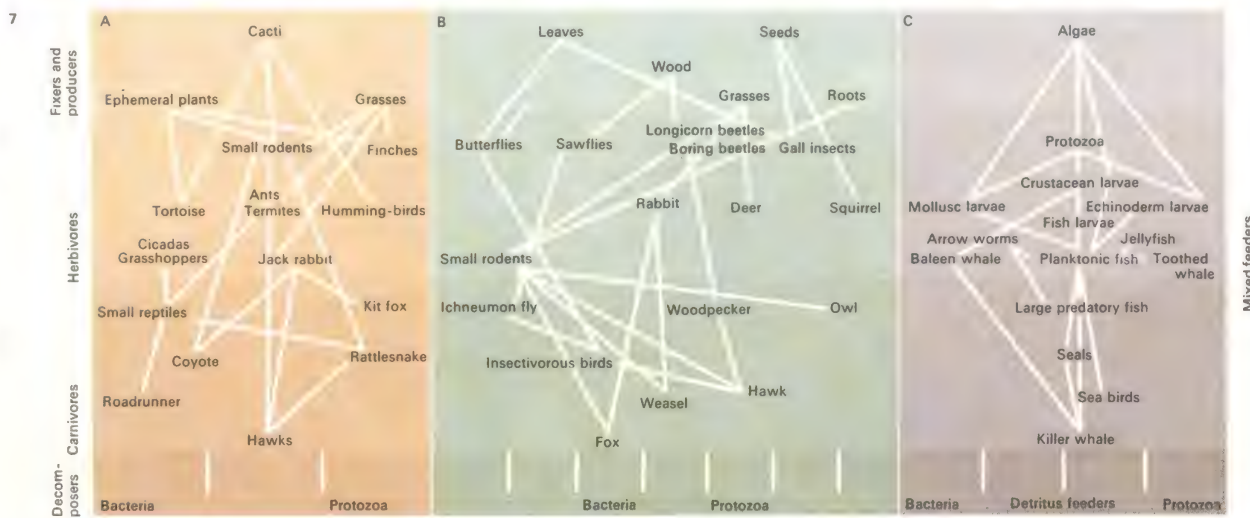 7
Fixers and
producers
Herbivores
Carnivores
Decom-
posers
A
Cacti
Ephemeral plants
Grasses
Small rodents
Finches
Ants
Termites
Tortoise
Humming-birds
Cicadas
Grasshoppers
Jack rabbit
Small reptiles
Kit fox
Coyote
Rattlesnake
Roadrunner
Hawks
Bacteria
Protozoa
B
Leaves
Seeds
Wood
Grasses
Roots
Butterflies
Sawflies
Longicorn beetles
Boring beetles
Gall insects
Rabbit
Deer
Squirrel
Small rodents
Ichneumon fly
Woodpecker
Owl
Insectivorous birds
Weasel
Hawk
Fox
Bacteria
Protozoa
C
Algae
Protozoa
Crustacean larvae
Mollusc larvae
Echinoderm larvae
Fish larvae
Arrow worms
Jellyfish
Baleen whale
Planktonic fish
Toothed
whale
Large predatory fish
Seals
Sea birds
Killer whale
Bacteria
Detritus feeders
Protozoa
Mixed feeders